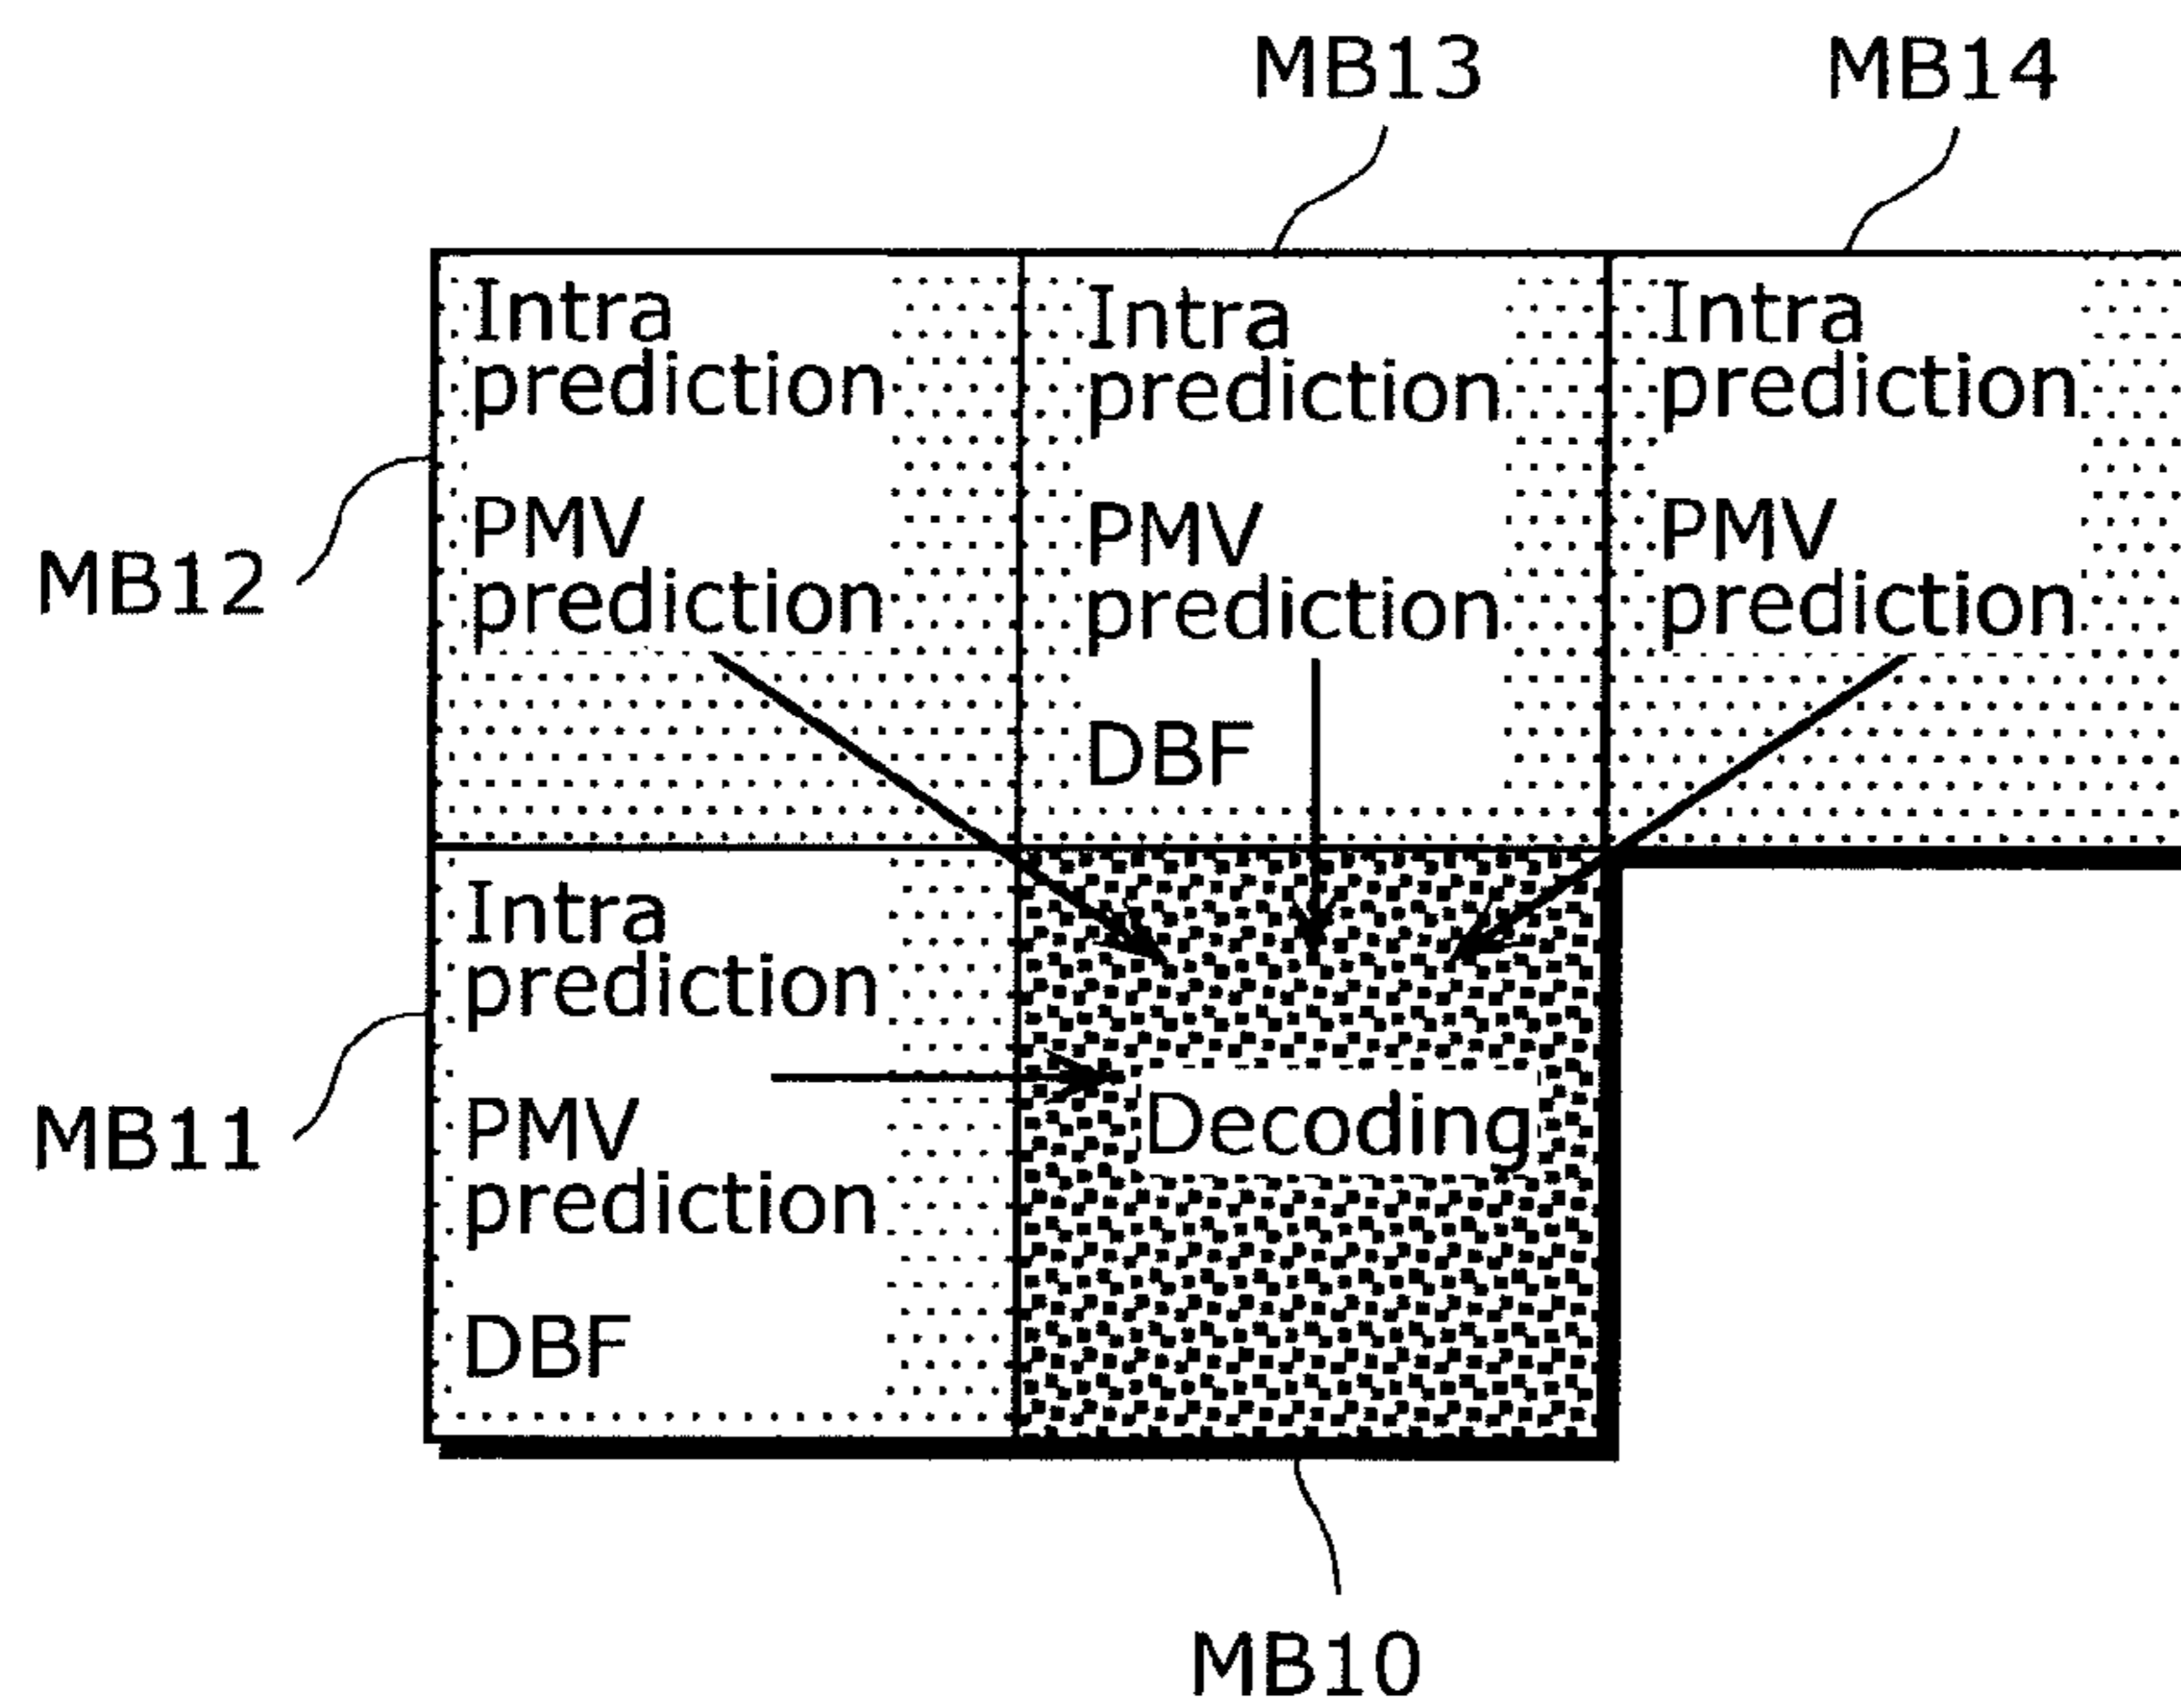 MB13
MB14
Intra
prediction
PMV
prediction
Intra
prediction
PMV
prediction
DBF
Intra
prediction
PMV
prediction
MB12
Intra
prediction
PMV
prediction
DBF
Decoding
MB11
MB10